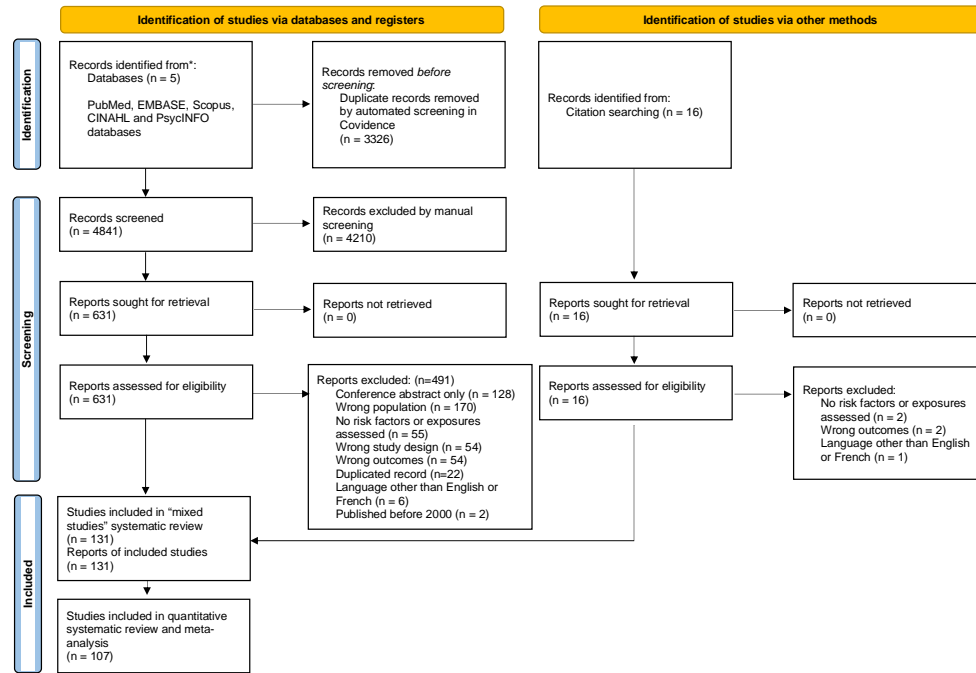 Identification of studies via databases and registers
Identification of studies via other methods
Identification
Records identified from*:
Databases (n = 5)
PubMed, EMBASE, Scopus,
CINAHL and PsycINFO
databases
Records removed before
screening:
Duplicate records removed
by automated screening in
Covidence
(n = 3326)
Records identified from:
Citation searching (n = 16)
Screening
Records screened
(n = 4841)
Records excluded by manual
screening
(n = 4210)
Reports sought for retrieval
(n = 631)
Reports not retrieved
(n = 0)
Reports sought for retrieval
(n = 16)
Reports not retrieved
(n = 0)
Reports assessed for eligibility
(n = 631)
Reports excluded: (n=491)
Conference abstract only (n = 128)
Wrong population (n = 170)
No risk factors or exposures
assessed (n = 55)
Wrong study design (n = 54)
Wrong outcomes (n = 54)
Duplicated record (n=22)
Language other than English or
French (n = 6)
Published before 2000 (n = 2)
Reports assessed for eligibility
(n = 16)
Reports excluded:
No risk factors or exposures
assessed (n = 2)
Wrong outcomes (n = 2)
Language other than English
or French (n = 1)
Included
Studies included in “mixed
studies” systematic review
(n = 131)
Reports of included studies
(n = 131)
Studies included in quantitative
systematic review and meta-
analysis
(n = 107)